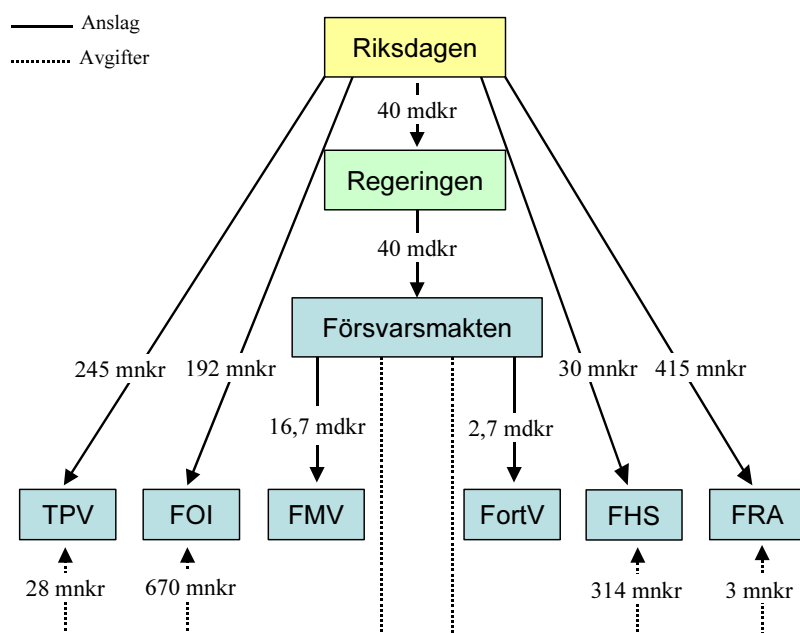 Anslag
Avgifter
Riksdagen
40 mdkr
Regeringen
40 mdkr
Försvarsmakten
245 mnkr
192 mnkr
30 mnkr
415 mnkr
16,7 mdkr
2,7 mdkr
TPV
FOI
FMV
FortV
FHS
FRA
28 mnkr
670 mnkr
314 mnkr
3 mnkr